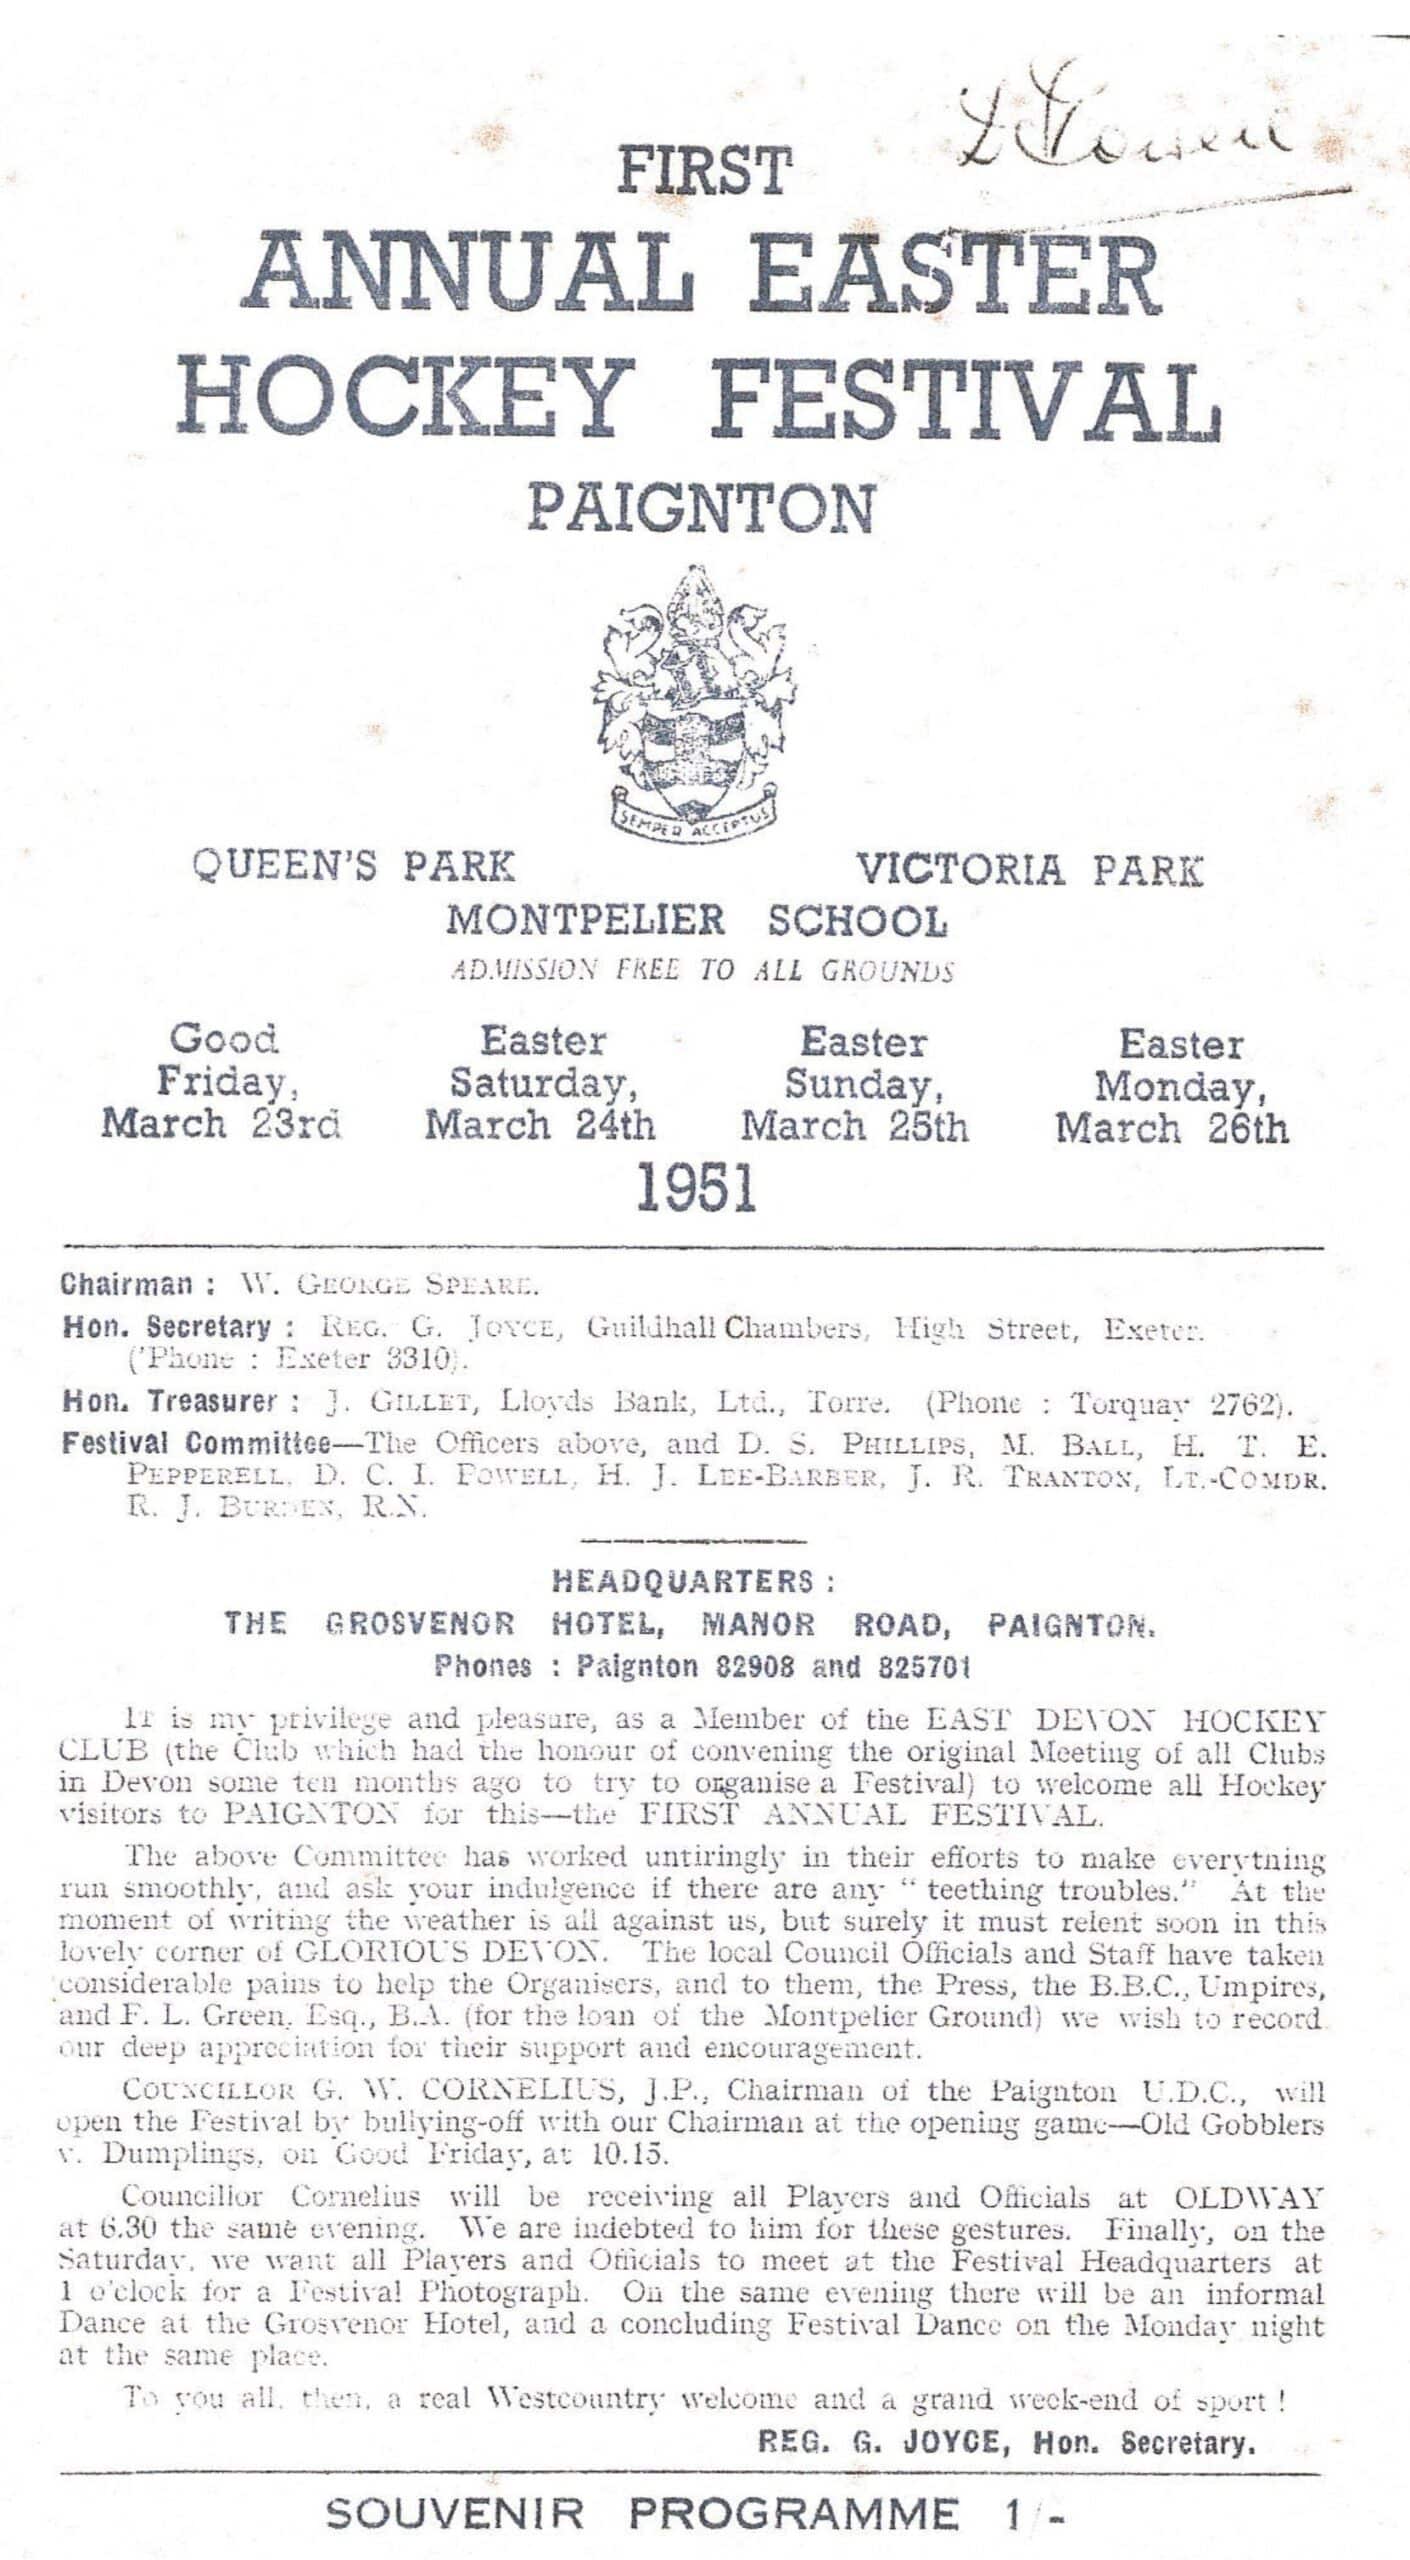 FIRST
ANNUAL EASTER
HOCKEY FESTIVAL
PAIGNTON
SEMPER ACCEPTUS
QUEEN'S PARK VICTORIA PARK
MONTPELIER SCHOOL
ADMISSION FREE TO ALL GROUNDS
Good Easter Easter Easter
Friday, Saturday, Sunday, Monday,
March 23rd March 24th March 25th March 26th
1951
Chairman : W. GEORGE SPEARE.
Hon. Secretary : REG. G. JOYCE, Guildhall Chambers, High Street, Exeter.
('Phone : Exeter 3310).
Hon. Treasurer : J. GILLET, Lloyds Bank, Ltd., Torre. (Phone : Torquay 2762).
Festival Committee—The Officers above, and D. S. PHILLIPS, M. BALL, H. T. E.
PEPPERELL, D. C. I. POWELL, H. J. LEE-BARBER, J. R. TRANTON, LT.-COMDR.
R. J. BURDEN, R.N.
HEADQUARTERS :
THE GROSVENOR HOTEL, MANOR ROAD, PAIGNTON.
Phones : Paignton 82908 and 825701
IT is my privilege and pleasure, as a Member of the EAST DEVON HOCKEY
CLUB (the Club which had the honour of convening the original Meeting of all Clubs
in Devon some ten months ago to try to organise a Festival) to welcome all Hockey
visitors to PAIGNTON for this—the FIRST ANNUAL FESTIVAL.
The above Committee has worked untiringly in their efforts to make everything
run smoothly, and ask your indulgence if there are any " teething troubles." At the
moment of writing the weather is all against us, but surely it must relent soon in this
lovely corner of GLORIOUS DEVON. The local Council Officials and Staff have taken
considerable pains to help the Organisers, and to them, the Press, the B.B.C., Umpires,
and F. L. Green, Esq., B.A. (for the loan of the Montpelier Ground) we wish to record
our deep appreciation for their support and encouragement.
COUNCILLOR G. W. CORNELIUS, J.P., Chairman of the Paignton U.D.C., will
open the Festival by bullying-off with our Chairman at the opening game—Old Gobblers
v. Dumplings, on Good Friday, at 10.15.
Councillor Cornelius will be receiving all Players and Officials at OLDWAY
at 6.30 the same evening. We are indebted to him for these gestures. Finally, on the
Saturday, we want all Players and Officials to meet at the Festival Headquarters at
1 o'clock for a Festival Photograph. On the same evening there will be an informal
Dance at the Grosvenor Hotel, and a concluding Festival Dance on the Monday night
at the same place.
To you all, then, a real Westcountry welcome and a grand week-end of sport !
REG. G. JOYCE, Hon. Secretary.
SOUVENIR PROGRAMME 1/-